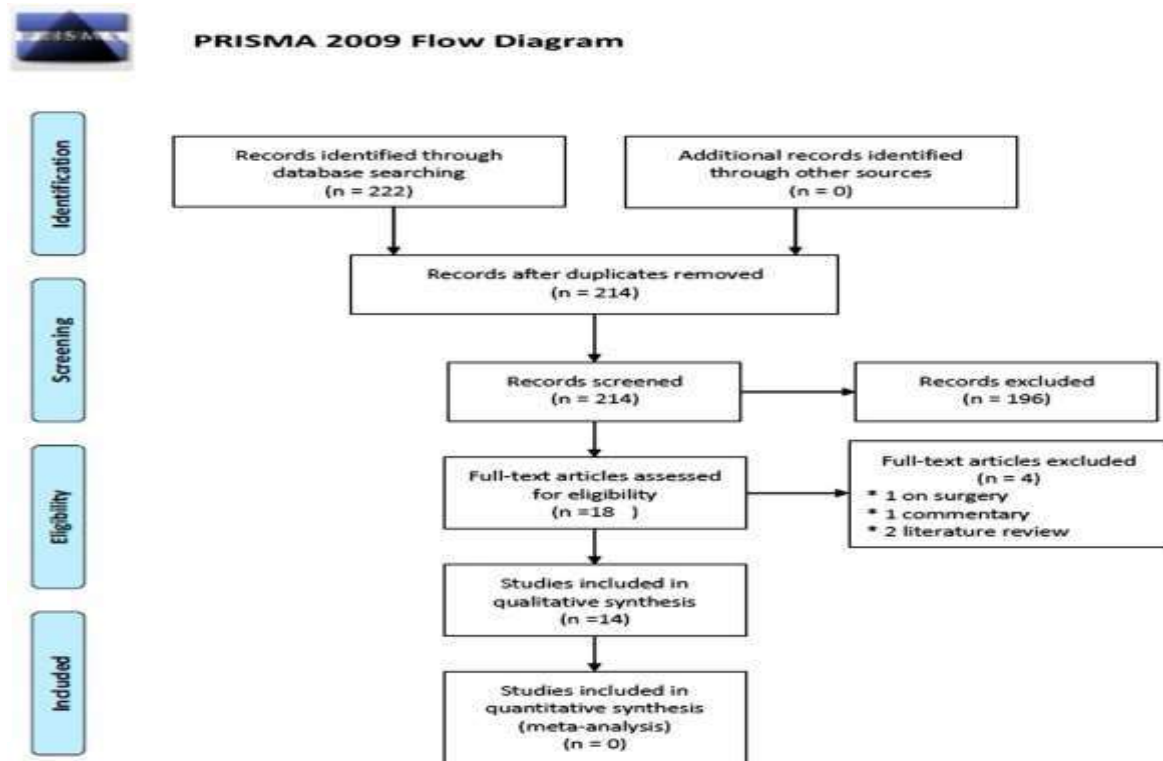 PRISMA
PRISMA 2009 Flow Diagram
Identification
Records identified through
database searching
(n = 222)
Additional records identified
through other sources
(n = 0)
Records after duplicates removed
(n = 214)
Screening
Records screened
(n = 214)
Records excluded
(n = 196)
Eligibility
Full-text articles assessed
for eligibility
(n =18   )
Full-text articles excluded
(n = 4)
* 1 on surgery
* 1 commentary
* 2 literature review
Studies included in
qualitative synthesis
(n =14)
Included
Studies included in
quantitative synthesis
(meta-analysis)
(n = 0)